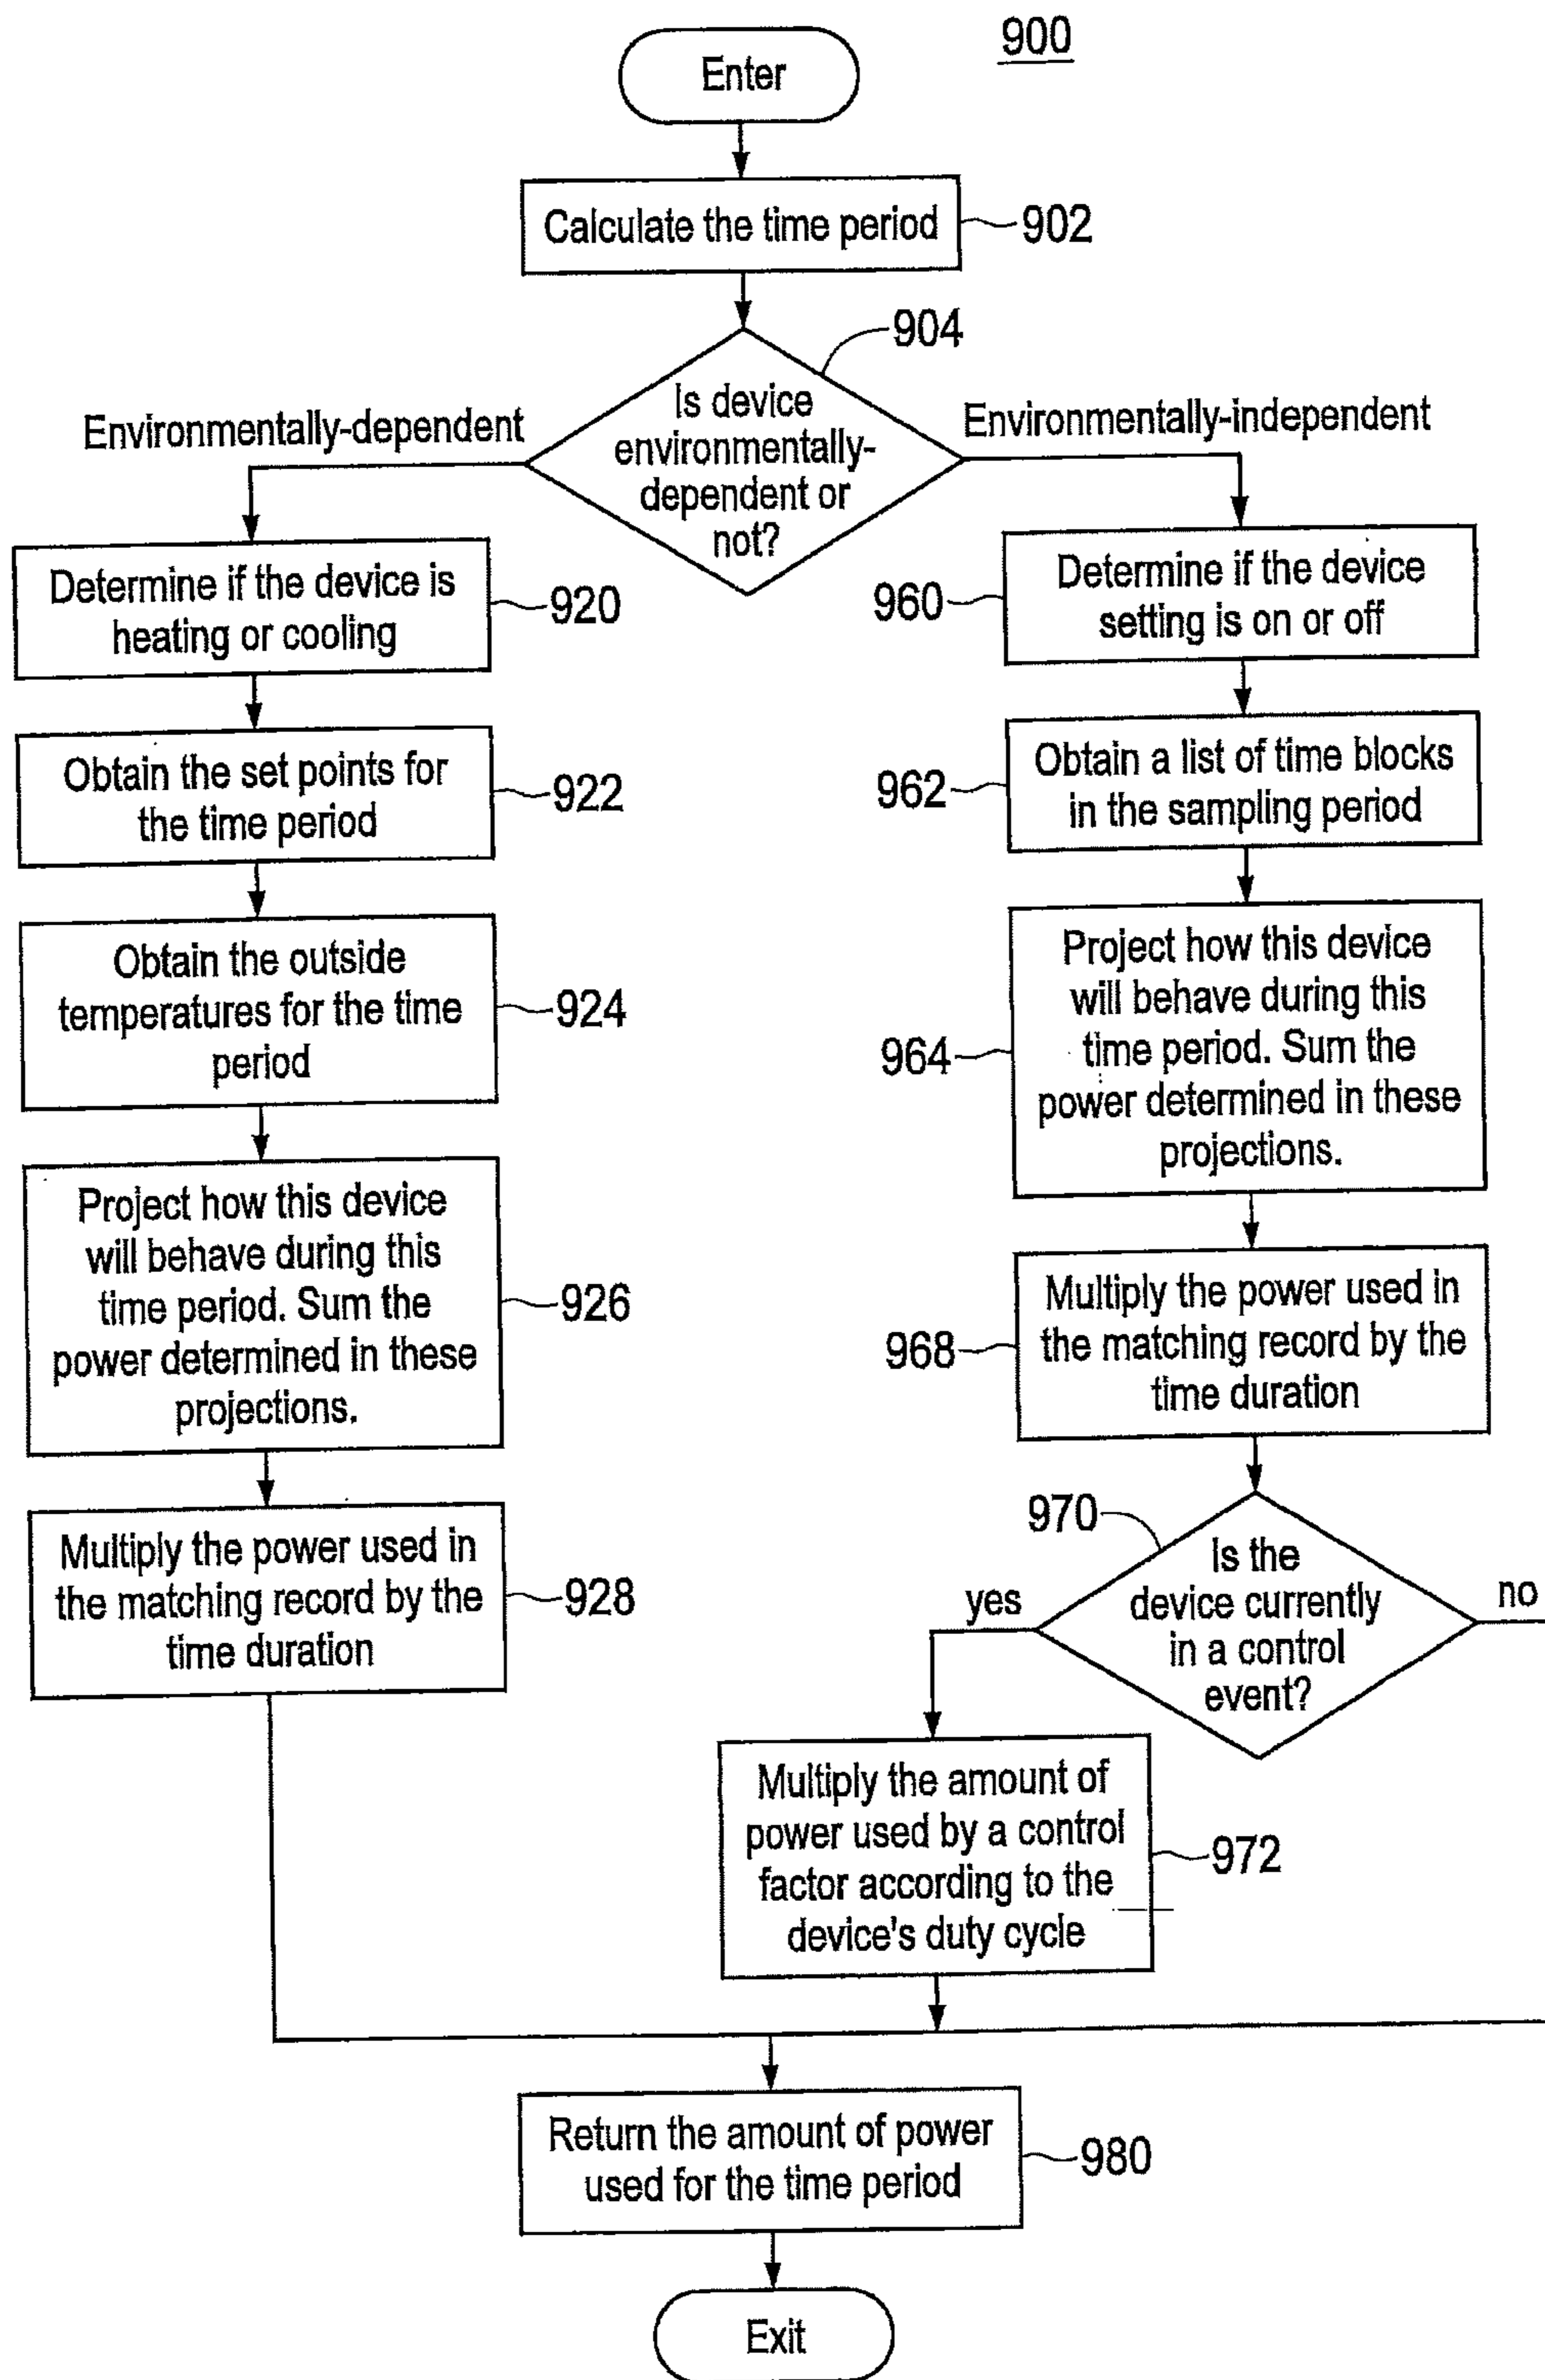 900
Enter
Calculate the time period
902
904
Is device
environmentally-
dependent or
not?
Environmentally-dependent
Environmentally-independent
Determine if the device is
heating or cooling
920
Obtain the set points for
the time period
922
Obtain the outside
temperatures for the time
period
924
Project how this device
will behave during this
time period. Sum the
power determined in these
projections.
926
Multiply the power used in
the matching record by the
time duration
928
960
Determine if the device
setting is on or off
962
Obtain a list of time blocks
in the sampling period
964
Project how this device
will behave during this
time period. Sum the
power determined in these
projections.
968
Multiply the power used in
the matching record by the
time duration
970
Is the
device currently
in a control
event?
yes
no
Multiply the amount of
power used by a control
factor according to the
device's duty cycle
972
Return the amount of power
used for the time period
980
Exit